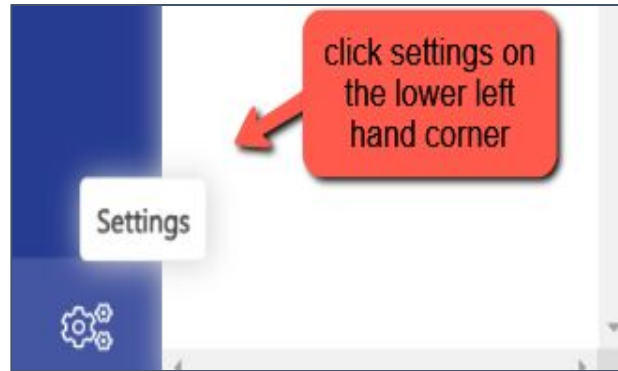 click settings on
the lower left
hand corner
Settings